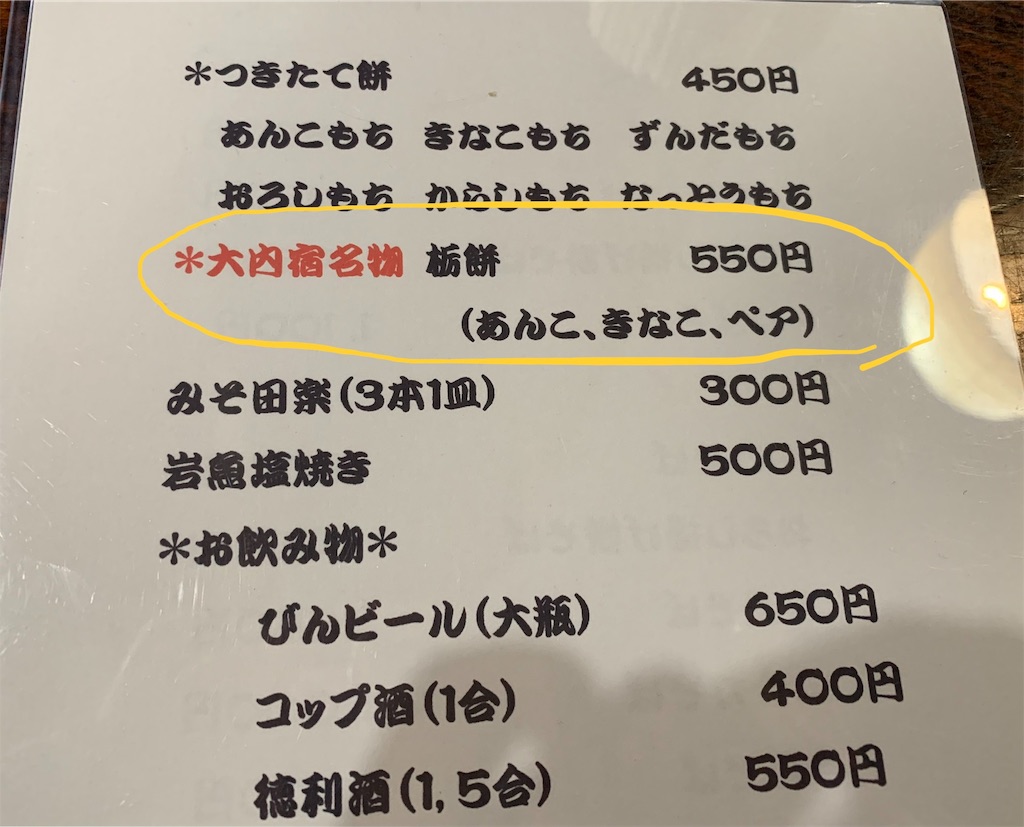 *つきたて餅 450円
あんこもち きなこもち ずんだもち
おろしもち からしもち なっとうもち
*大内宿名物 栃餅 550円
(あんこ、きなこ、ペア)
みそ田楽(3本1皿) 300円
岩魚塩焼き 500円
*お飲み物*
びんビール(大瓶) 650円
コップ酒(1合) 400円
徳利酒(1,5合) 550円